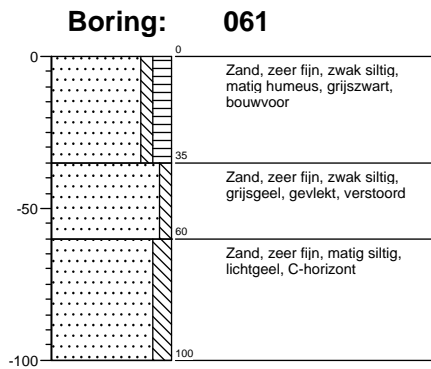 Boring: 061
0
0
Zand, zeer fijn, zwak siltig,
matig humeus, grijszwart,
bouwvoor
35
Zand, zeer fijn, zwak siltig,
grijsgeel, gevlekt, verstoord
-50
60
Zand, zeer fijn, matig siltig,
lichtgeel, C-horizont
-100
100